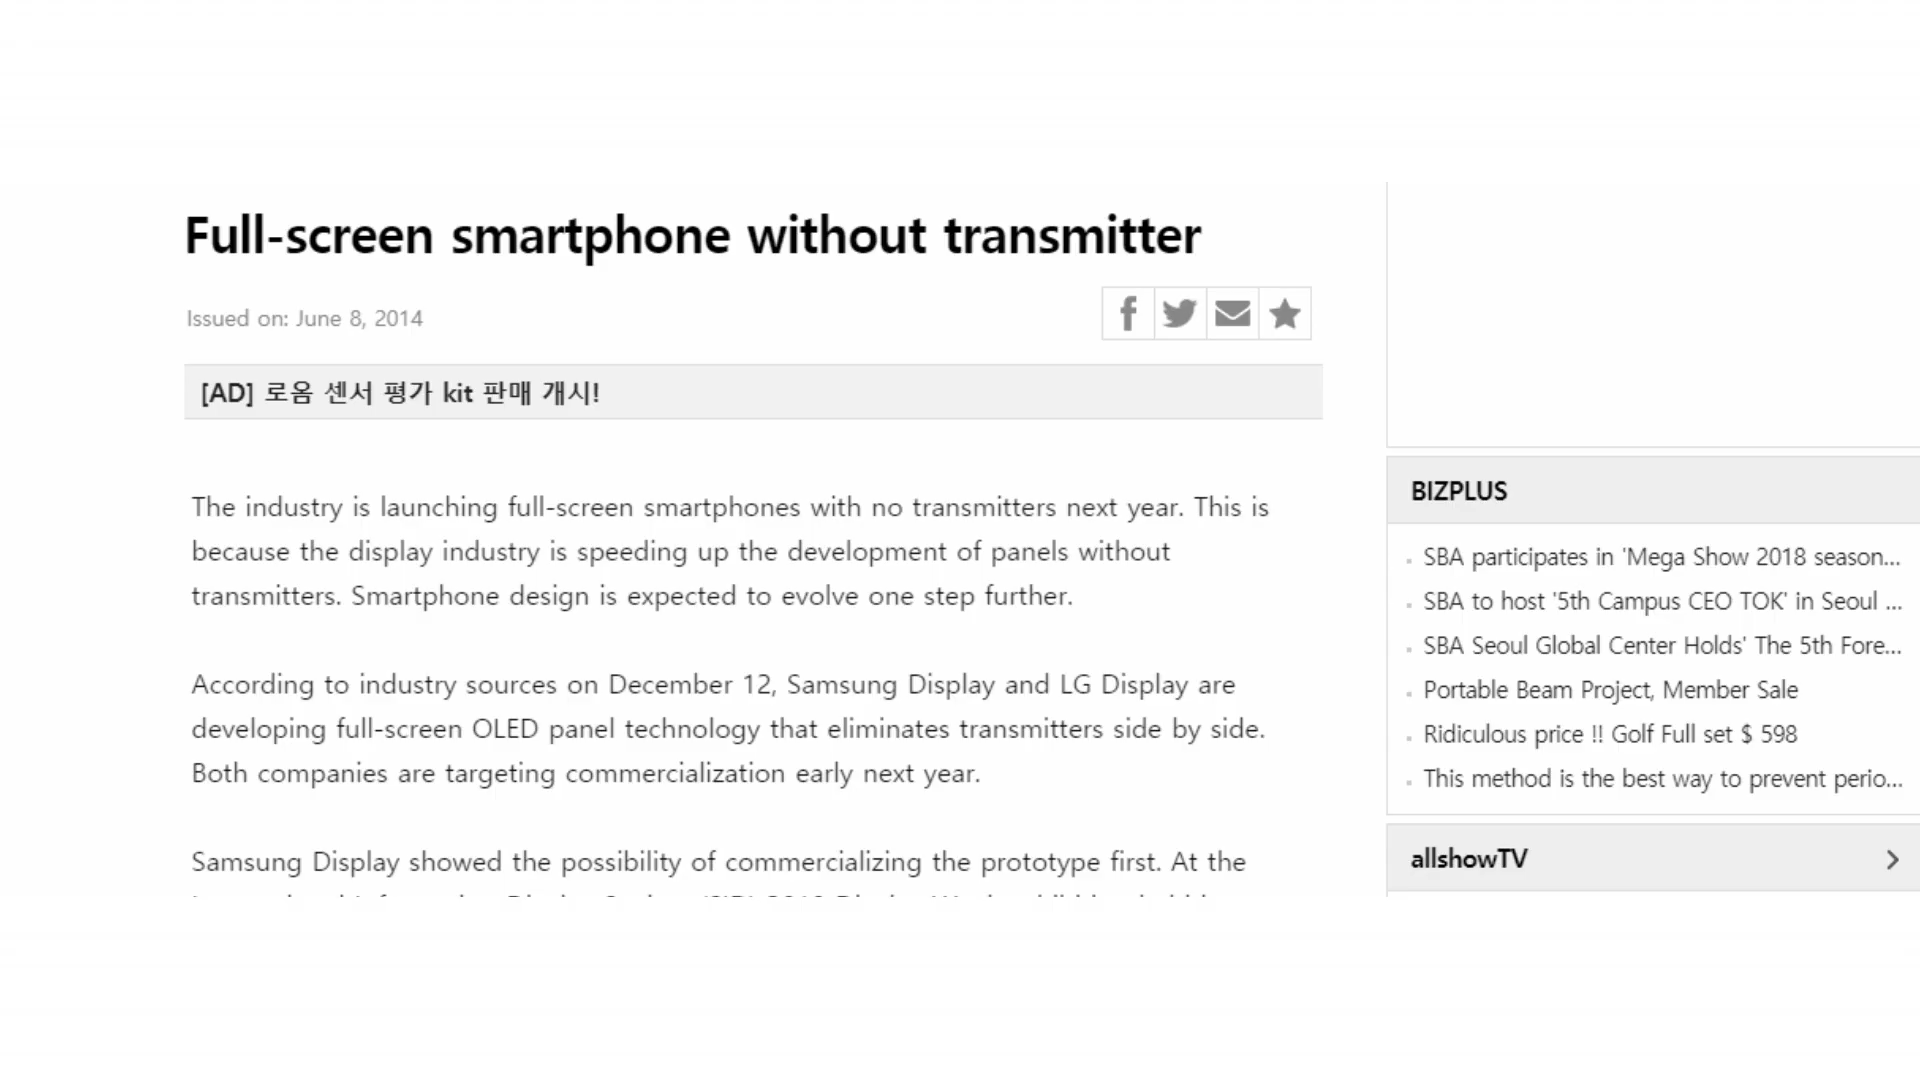 Full-screen smartphone without transmitter
Issued on: June 8, 2014
[AD] 로옴 센서 평가 kit 판매 개시!
The industry is launching full-screen smartphones with no transmitters next year. This is
because the display industry is speeding up the development of panels without
transmitters. Smartphone design is expected to evolve one step further.
According to industry sources on December 12, Samsung Display and LG Display are
developing full-screen OLED panel technology that eliminates transmitters side by side.
Both companies are targeting commercialization early next year.
Samsung Display showed the possibility of commercializing the prototype first. At the
BIZPLUS
SBA participates in 'Mega Show 2018 season...
SBA to host '5th Campus CEO TOK' in Seoul ...
SBA Seoul Global Center Holds' The 5th Fore...
Portable Beam Project, Member Sale
Ridiculous price !! Golf Full set $ 598
This method is the best way to prevent perio...
allshowTV